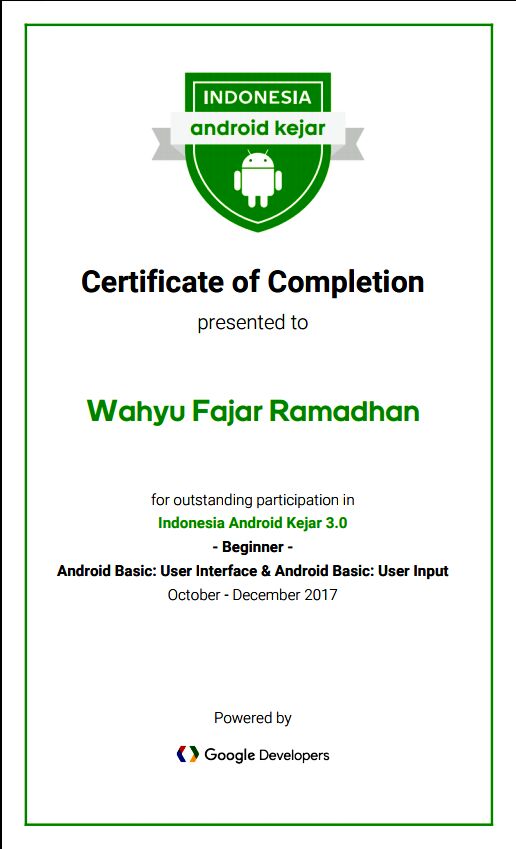 INDONESIA
android kejar
Certificate of Completion
presented to
Wahyu Fajar Ramadhan
for outstanding participation in
Indonesia Android Kejar 3.0
- Beginner -
Android Basic: User Interface & Android Basic: User Input
October - December 2017
Powered by
Google Developers